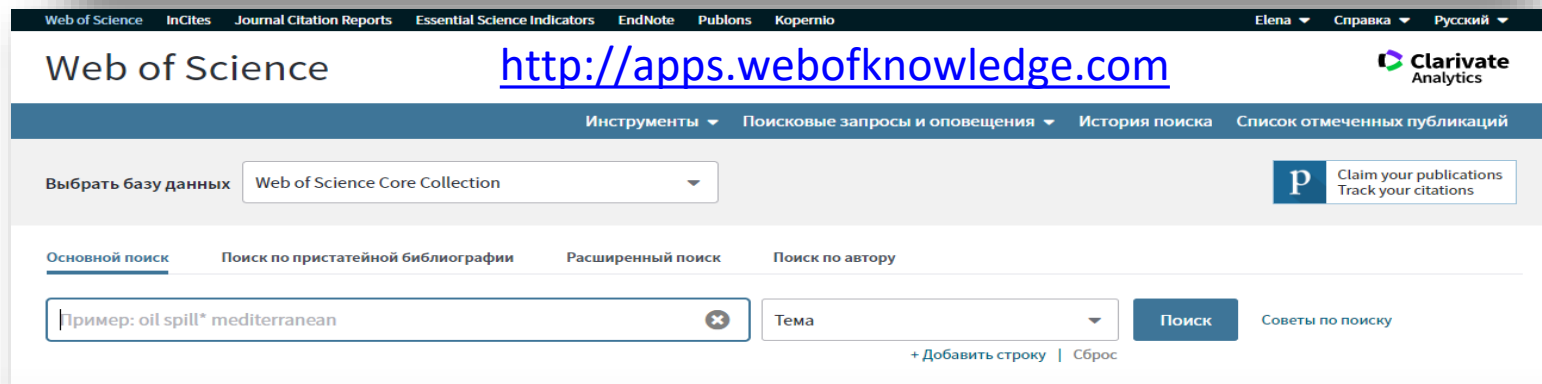 Web of Science InCites Journal Citation Reports Essential Science Indicators EndNote Publons Kopernio Elena Справка Русский
Web of Science http://apps.webofknowledge.com Clarivate
Analytics
Инструменты Поисковые запросы и оповещения История поиска Список отмеченных публикаций
Выбрать базу данных Web of Science Core Collection p Claim your publications
Track your citations
Основной поиск Поиск по пристатейной библиографии Расширенный поиск Поиск по автору
Пример: oil spill* mediterranean Тема Поиск Советы по поиску
+ Добавить строку | Сброс